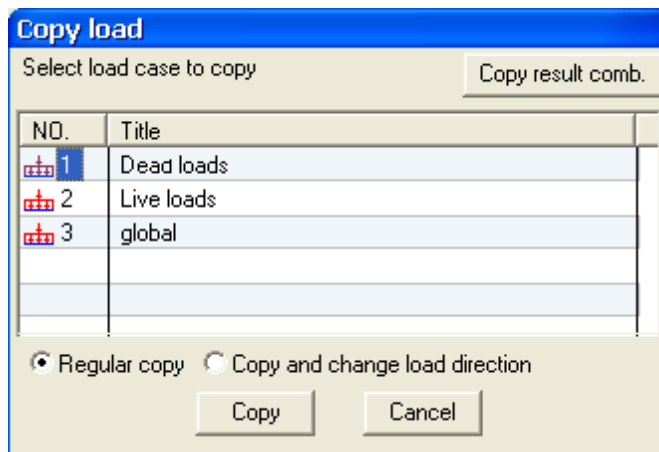 Copy load
Select load case to copy
Copy result comb.
NO. Title
1 Dead loads
2 Live loads
3 global
Regular copy Copy and change load direction
Copy Cancel